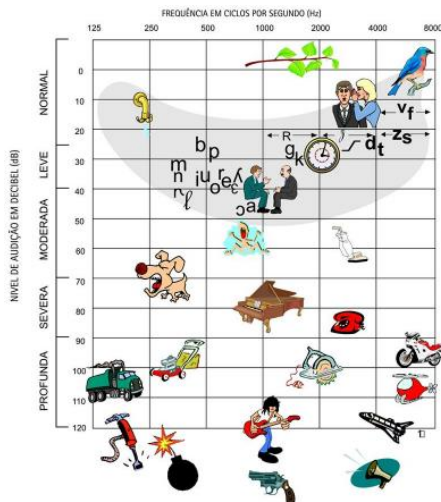 FREQUÊNCIA EM CICLOS POR SEGUNDO (Hz)
125 250 500 1000 2000 4000 8000
NIVEL DE AUDIÇÃO EM DECIBEL (dB)
NORMAL
LEVE
MODERADA
SEVERA
PROFUNDA
0
10
20
30
40
50
60
70
80
90
100
110
120
v f
R
z s
b p
g k
d t
m
n
i u o r e
a